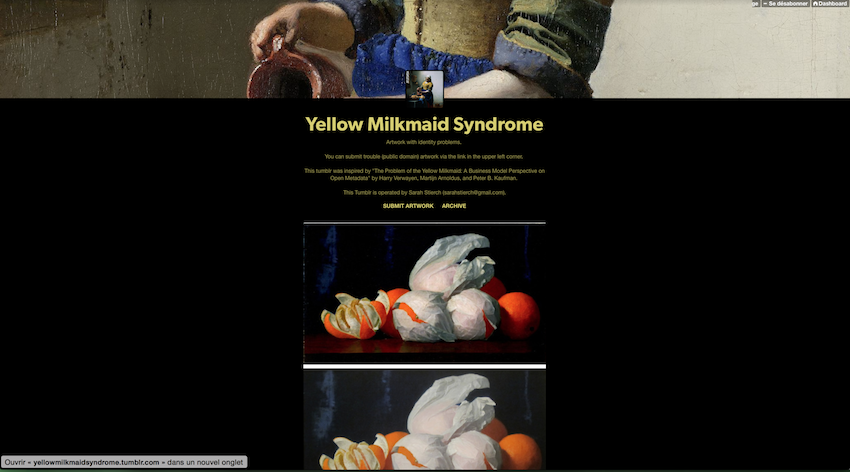 ge
Se désabonner
Dashboard
Yellow Milkmaid Syndrome
Artwork with identity problems.
You can submit trouble (public domain) artwork via the link in the upper left corner.
This tumblr was inspired by "The Problem of the Yellow Milkmaid: A Business Model Perspective on
Open Metadata" by Harry Verwayen, Martijn Arnoldus, and Peter B. Kaufman.
This Tumblr is operated by Sarah Stierch (sarahstierch@gmail.com).
SUBMIT ARTWORK ARCHIVE
Ouvrir « yellowmilkmaidsyndrome.tumblr.com » dans un nouvel onglet